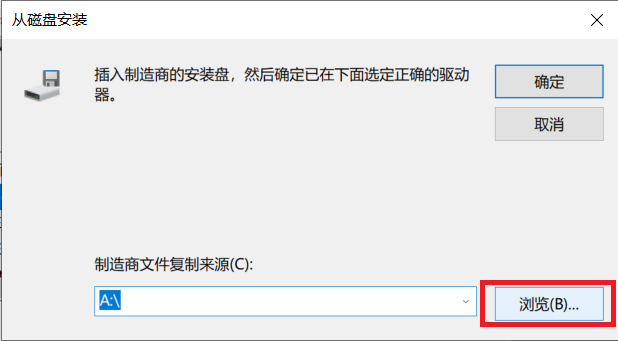 从磁盘安装
插入制造商的安装盘，然后确定已在下面选定正确的驱动
器。
确定
取消
制造商文件复制来源(C):
A:\
浏览(B)...